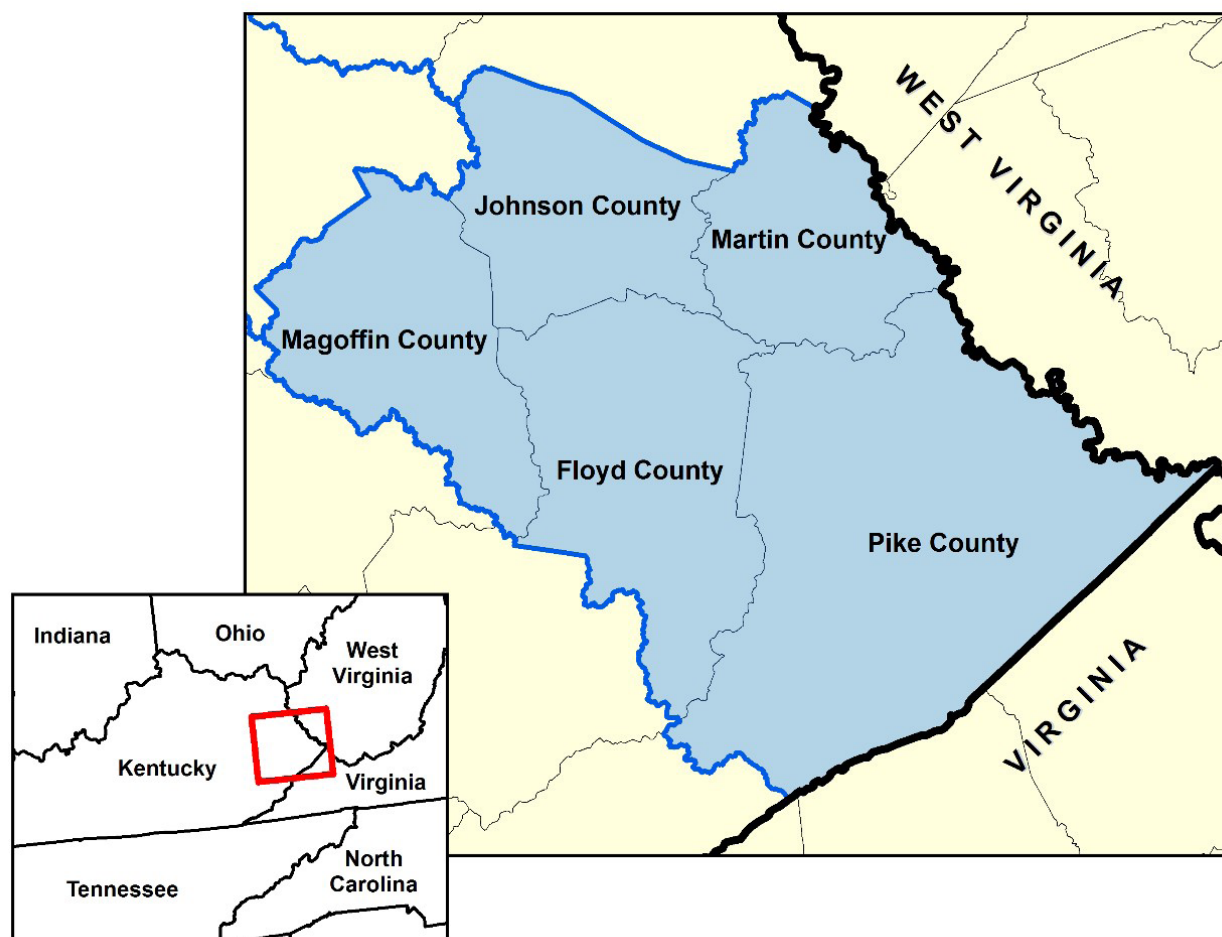 WEST VIRGINIA
Johnson County
Martin County
Magoffin County
Floyd County
Pike County
VIRGINIA
Indiana
Ohio
West
Virginia
Kentucky
Virginia
Tennessee
North
Carolina